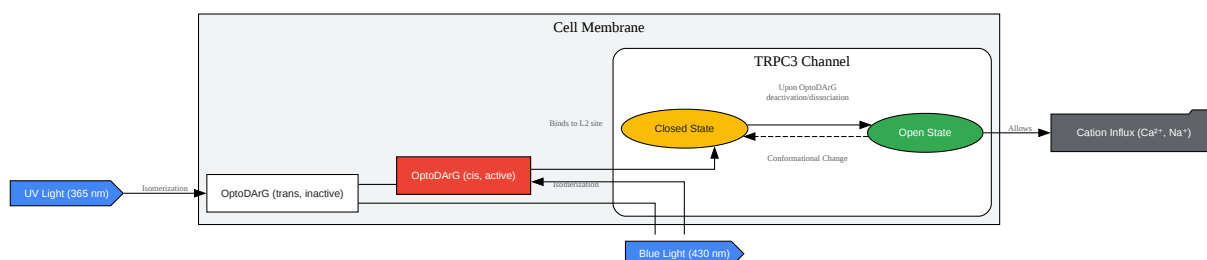 Cell Membrane
TRPC3 Channel
Upon OptoDArG
deactivation/dissociation
Binds to L2 site
Closed State
Open State
Allows
Cation Influx (Ca²⁺, Na⁺)
Conformational Change
UV Light (365 nm)
Isomerization
OptoDArG (trans, inactive)
OptoDArG (cis, active)
Isomerization
Blue Light (430 nm)